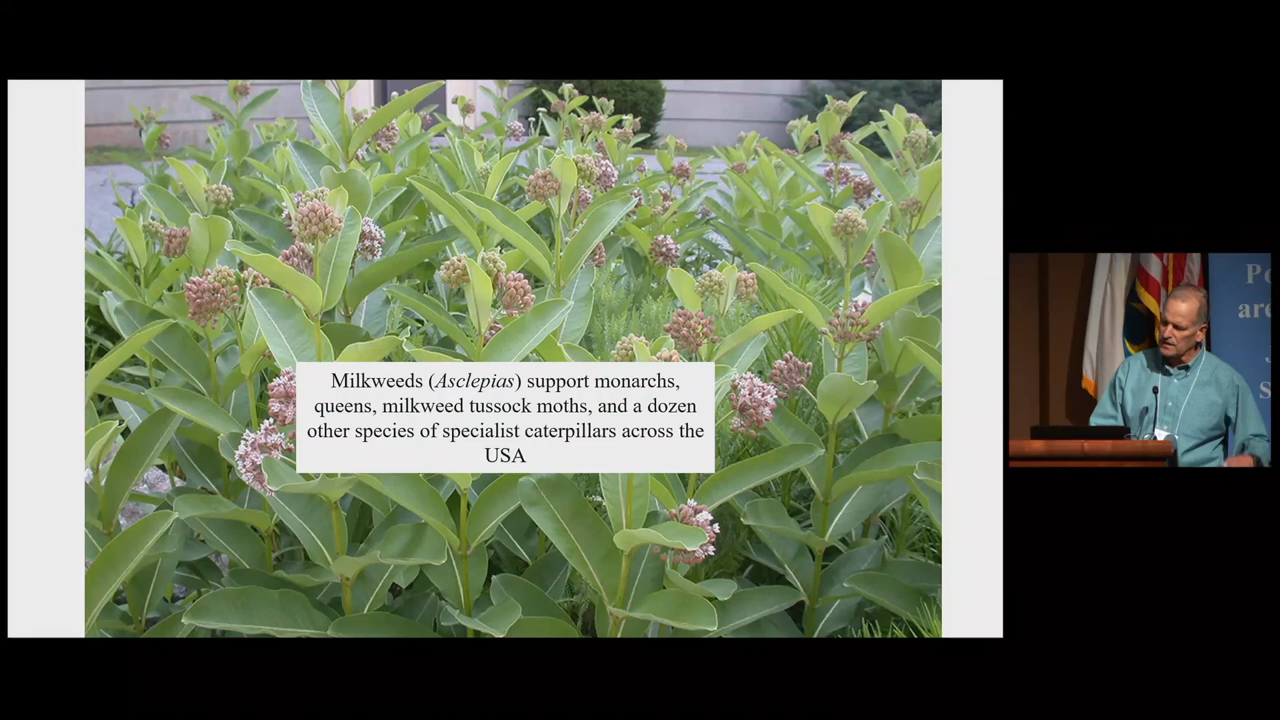 Milkweeds (Asclepias) support monarchs,
queens, milkweed tussock moths, and a dozen
other species of specialist caterpillars across the
USA